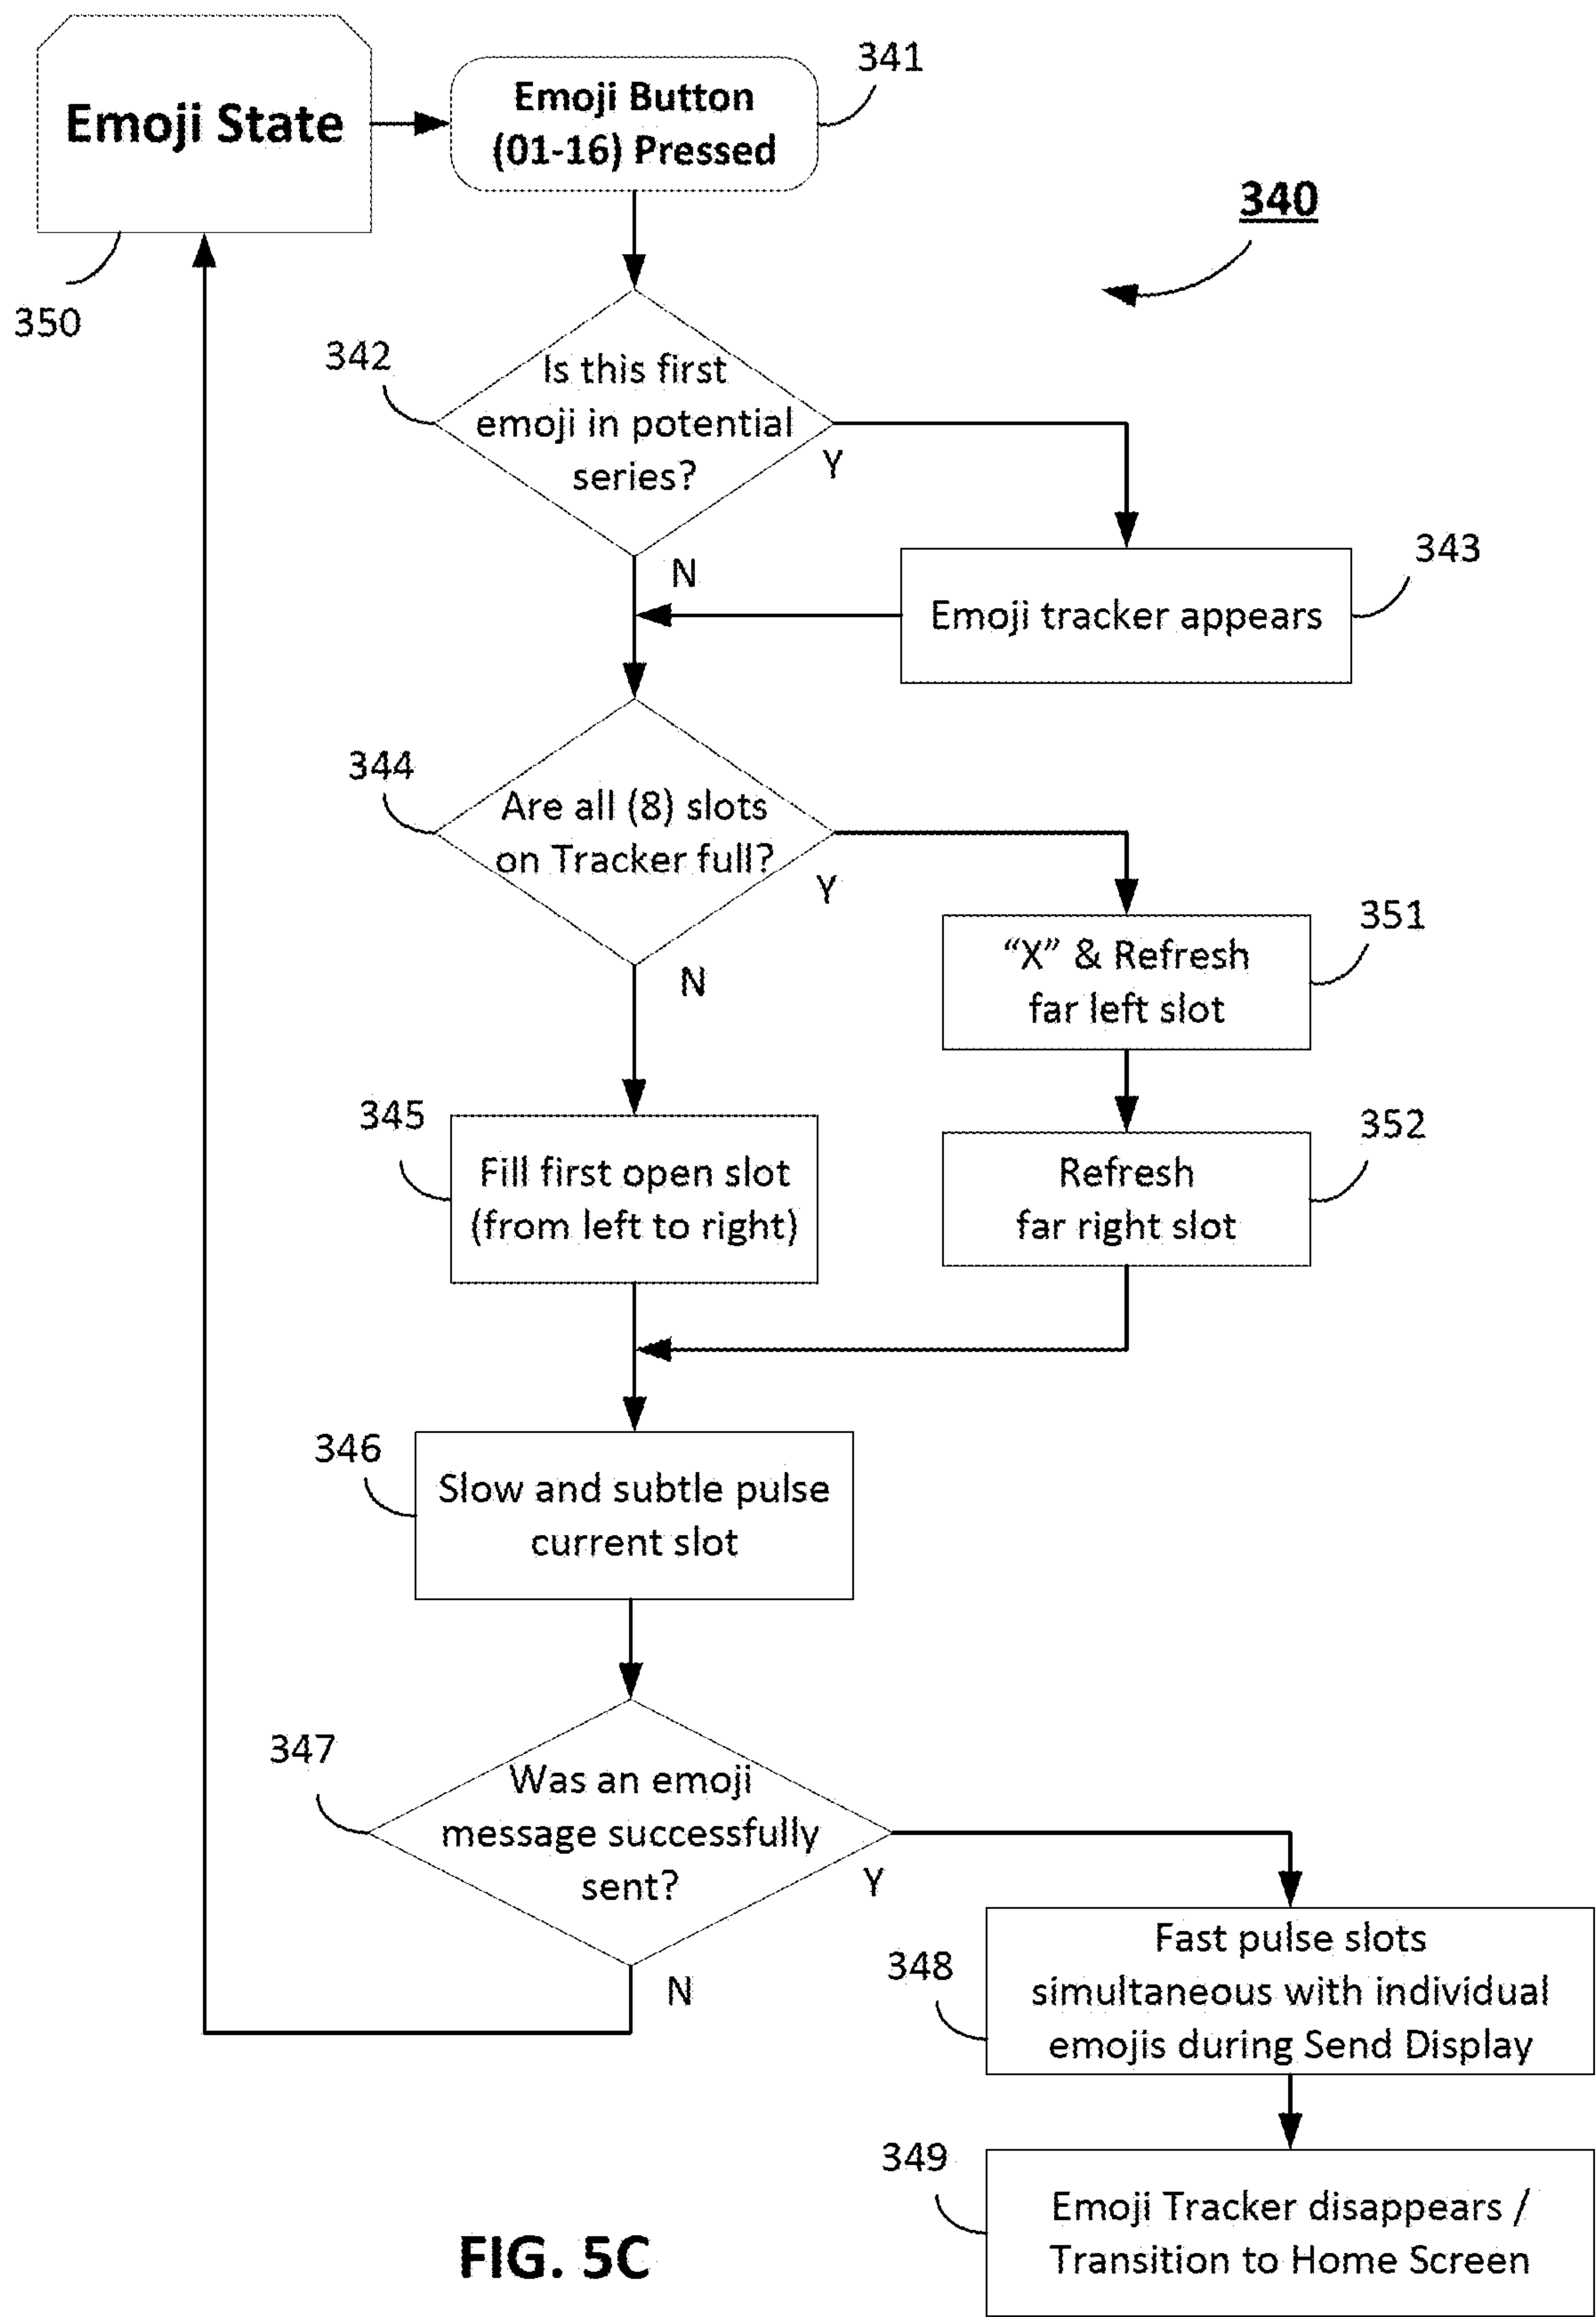 Emoji State
350
Emoji Button
(01-16) Pressed
341
340
342
Is this first
emoji in potential
series?
Y
N
Emoji tracker appears
343
344
Are all (8) slots
on Tracker full?
Y
N
"X" & Refresh
far left slot
351
345
Fill first open slot
(from left to right)
Refresh
far right slot
352
346
Slow and subtle pulse
current slot
347
Was an emoji
message successfully
sent?
Y
N
348
Fast pulse slots
simultaneous with individual
emojis during Send Display
349
Emoji Tracker disappears /
Transition to Home Screen
FIG. 5C